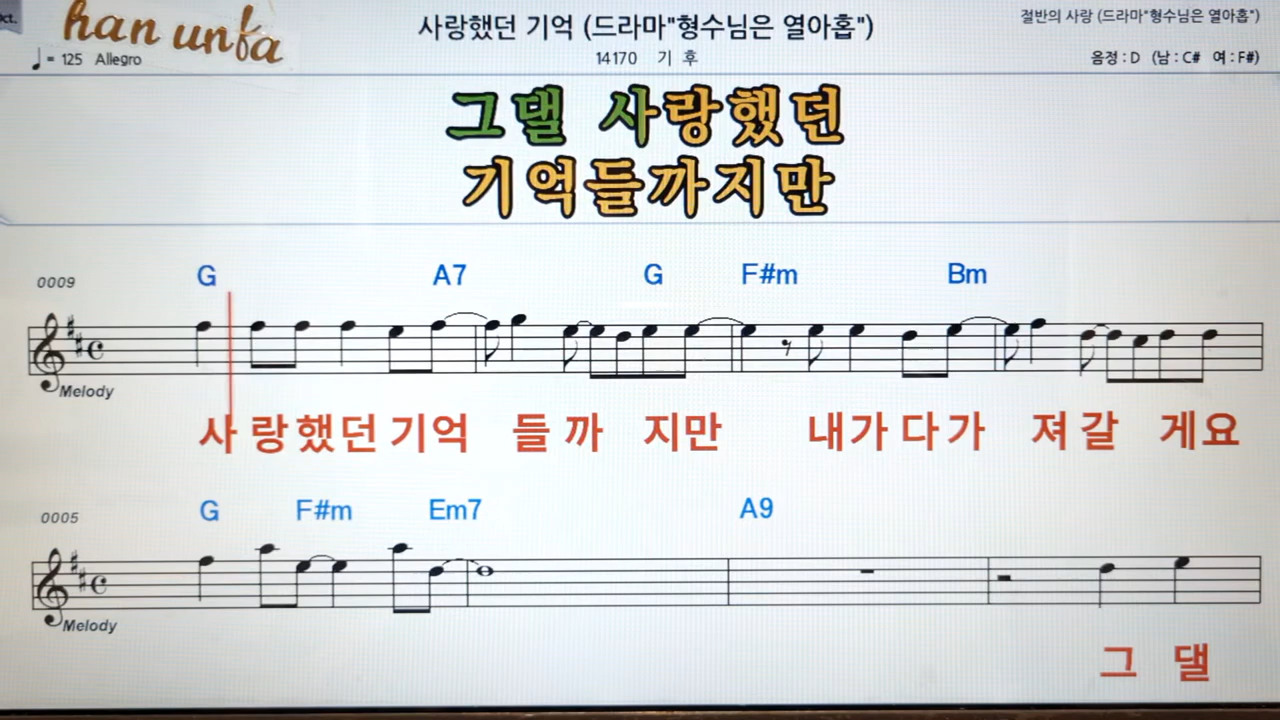 ct.
han unfa
사랑했던 기억 (드라마"형수님은 열아홉")
절반의 사랑 (드라마"형수님은 열아홉")
♩= 125 Allegro
14170 기 후
음정 : D (남 : C# 여 : F#)
그댈 사랑했던
기억들까지만
0009
G A7 G F#m Bm
Melody
사 랑했던 기억 들 까 지만 내가 다가 져 갈 게요
0005
G F#m Em7 A9
Melody
그 댈